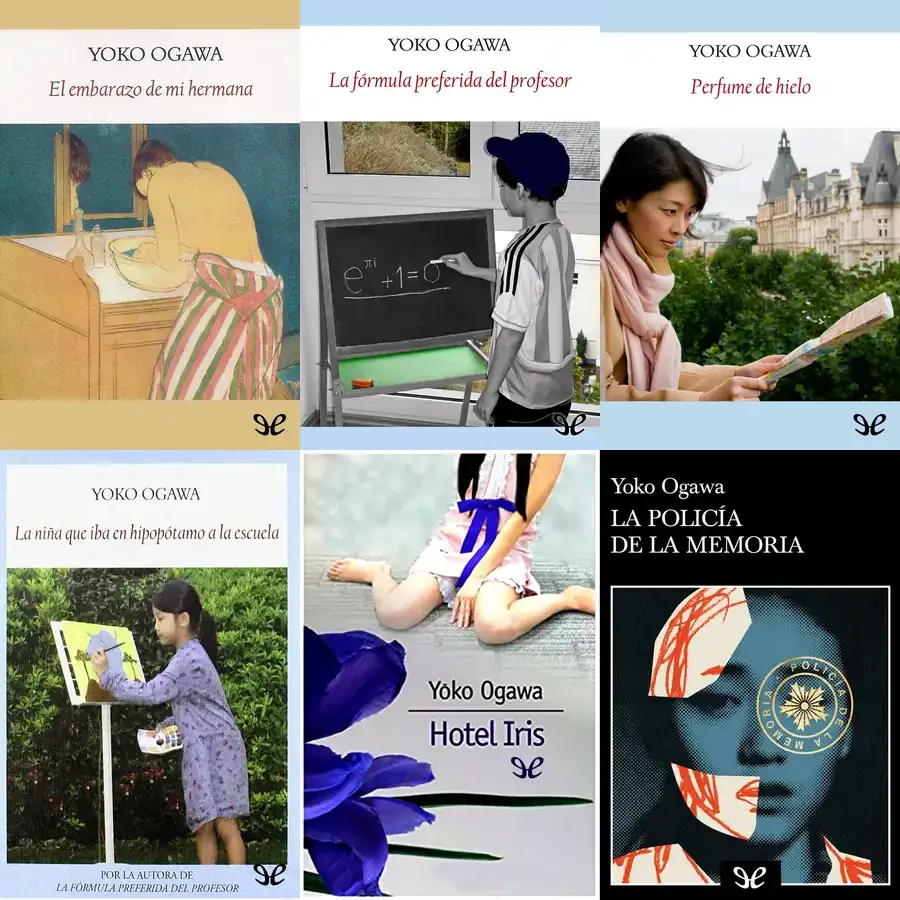 YOKO OGAWA
El embarazo de mi hermana
YOKO OGAWA
La fórmula preferida del profesor
e^πi +1=0
YOKO OGAWA
Perfume de hielo
YOKO OGAWA
La niña que iba en hipopótamo a la escuela
POR LA AUTORA DE
LA FÓRMULA PREFERIDA DEL PROFESOR
Yoko Ogawa
Hotel Iris
Yoko Ogawa
LA POLICÍA
DE LA MEMORIA
POLICÍA DE LA MEMORIA